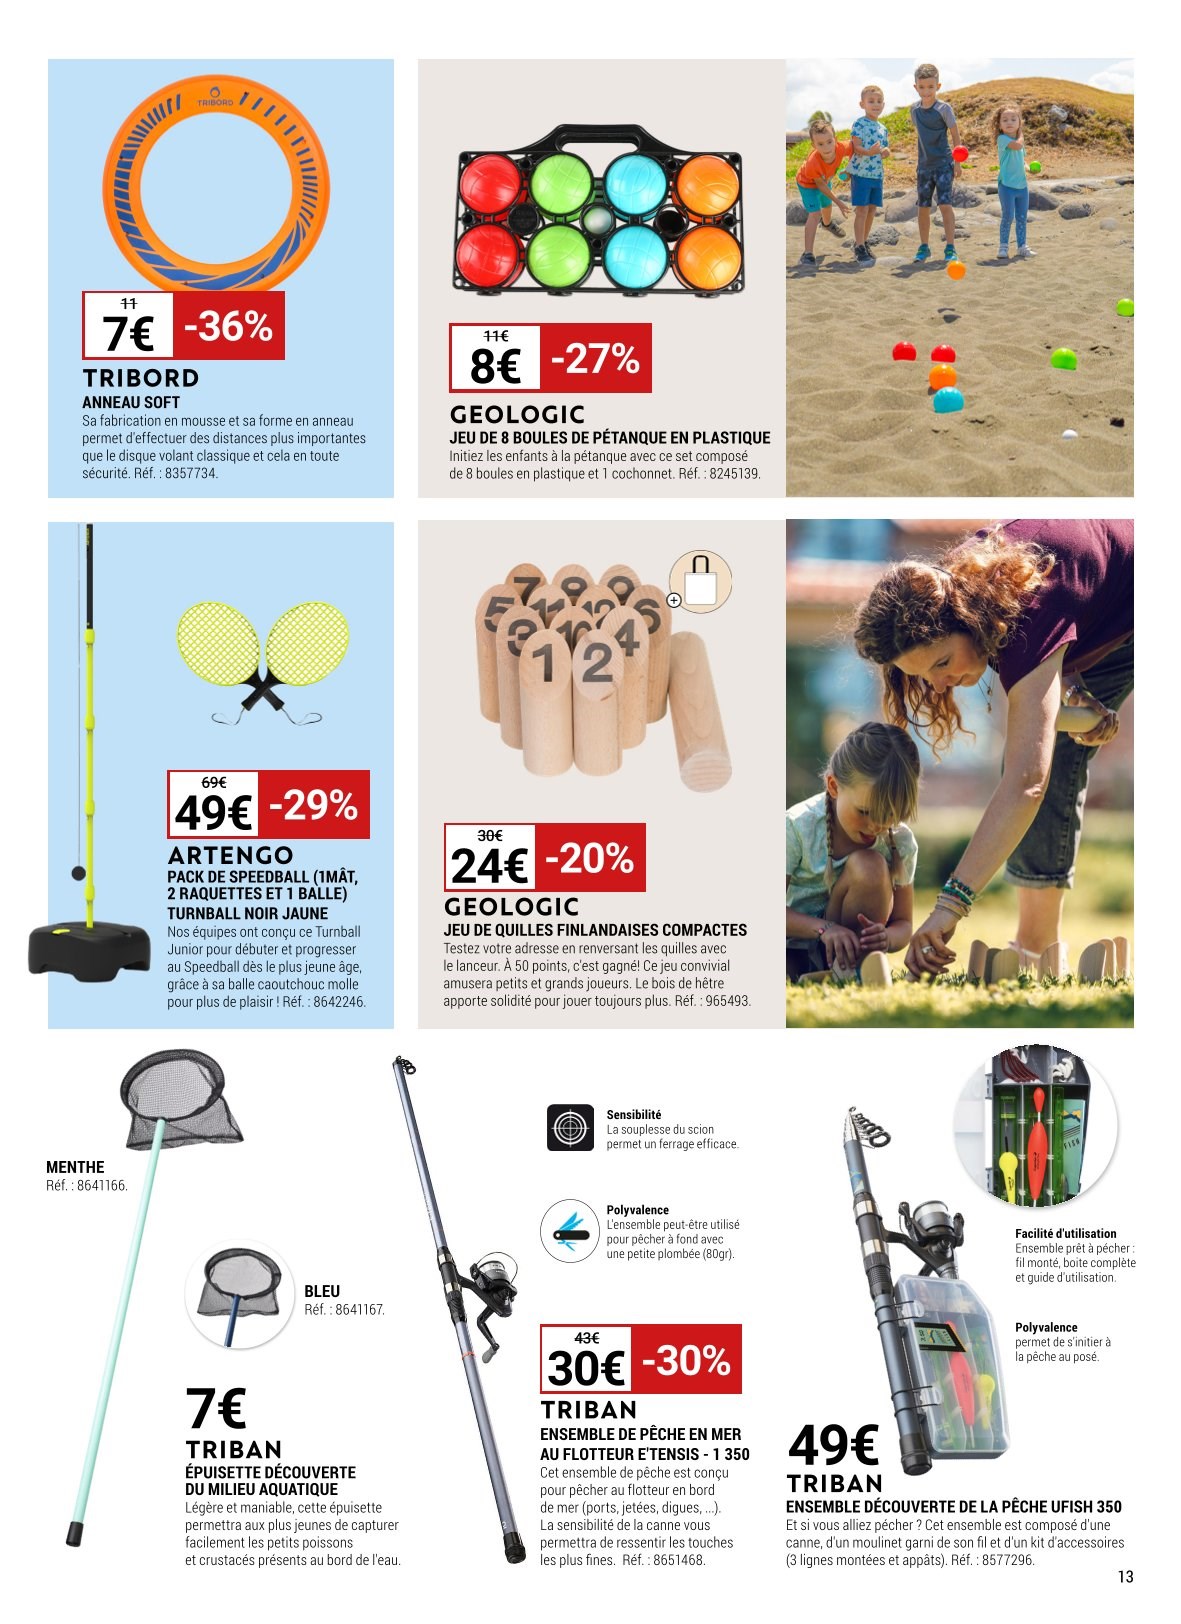 TRIBORD
11
7€
-36%
TRIBORD
ANNEAU SOFT
Sa fabrication en mousse et sa forme en anneau
permet d'effectuer des distances plus importantes
que le disque volant classique et cela en toute
sécurité. Réf. : 8357734.
11€
8€
-27%
GEOLOGIC
JEU DE 8 BOULES DE PÉTANQUE EN PLASTIQUE
Initiez les enfants à la pétanque avec ce set composé
de 8 boules en plastique et 1 cochonnet. Réf. : 8245139.
69€
49€
-29%
ARTENGO
PACK DE SPEEDBALL (1MÂT,
2 RAQUETTES ET 1 BALLE)
TURNBALL NOIR JAUNE
Nos équipes ont conçu ce Turnball
Junior pour débuter et progresser
au Speedball dès le plus jeune âge,
grâce à sa balle caoutchouc molle
pour plus de plaisir ! Réf. : 8642246.
7 8 9
5 11 12 6
3 10 4
1 2
+
30€
24€
-20%
GEOLOGIC
JEU DE QUILLES FINLANDAISES COMPACTES
Testez votre adresse en renversant les quilles avec
le lanceur. À 50 points, c'est gagné! Ce jeu convivial
amusera petits et grands joueurs. Le bois de hêtre
apporte solidité pour jouer toujours plus. Réf. : 965493.
MENTHE
Réf. : 8641166.
BLEU
Réf. : 8641167.
7€
TRIBAN
ÉPUISETTE DÉCOUVERTE
DU MILIEU AQUATIQUE
Légère et maniable, cette épuisette
permettra aux plus jeunes de capturer
facilement les petits poissons
et crustacés présents au bord de l'eau.
Sensibilité
La souplesse du scion
permet un ferrage efficace.
Polyvalence
L'ensemble peut-être utilisé
pour pêcher à fond avec
une petite plombée (80gr).
43€
30€
-30%
TRIBAN
ENSEMBLE DE PÊCHE EN MER
AU FLOTTEUR E'TENSIS - 1 350
Cet ensemble de pêche est conçu
pour pêcher au flotteur en bord
de mer (ports, jetées, digues, ...).
La sensibilité de la canne vous
permettra de ressentir les touches
les plus fines. Réf. : 8651468.
Facilité d'utilisation
Ensemble prêt à pécher :
fil monté, boite complète
et guide d'utilisation.
Polyvalence
permet de s'initier à
la pêche au posé.
49€
TRIBAN
ENSEMBLE DÉCOUVERTE DE LA PÊCHE UFISH 350
Et si vous alliez pécher ? Cet ensemble est composé d'une
canne, d'un moulinet garni de son fil et d'un kit d'accessoires
(3 lignes montées et appâts). Réf. : 8577296.
13